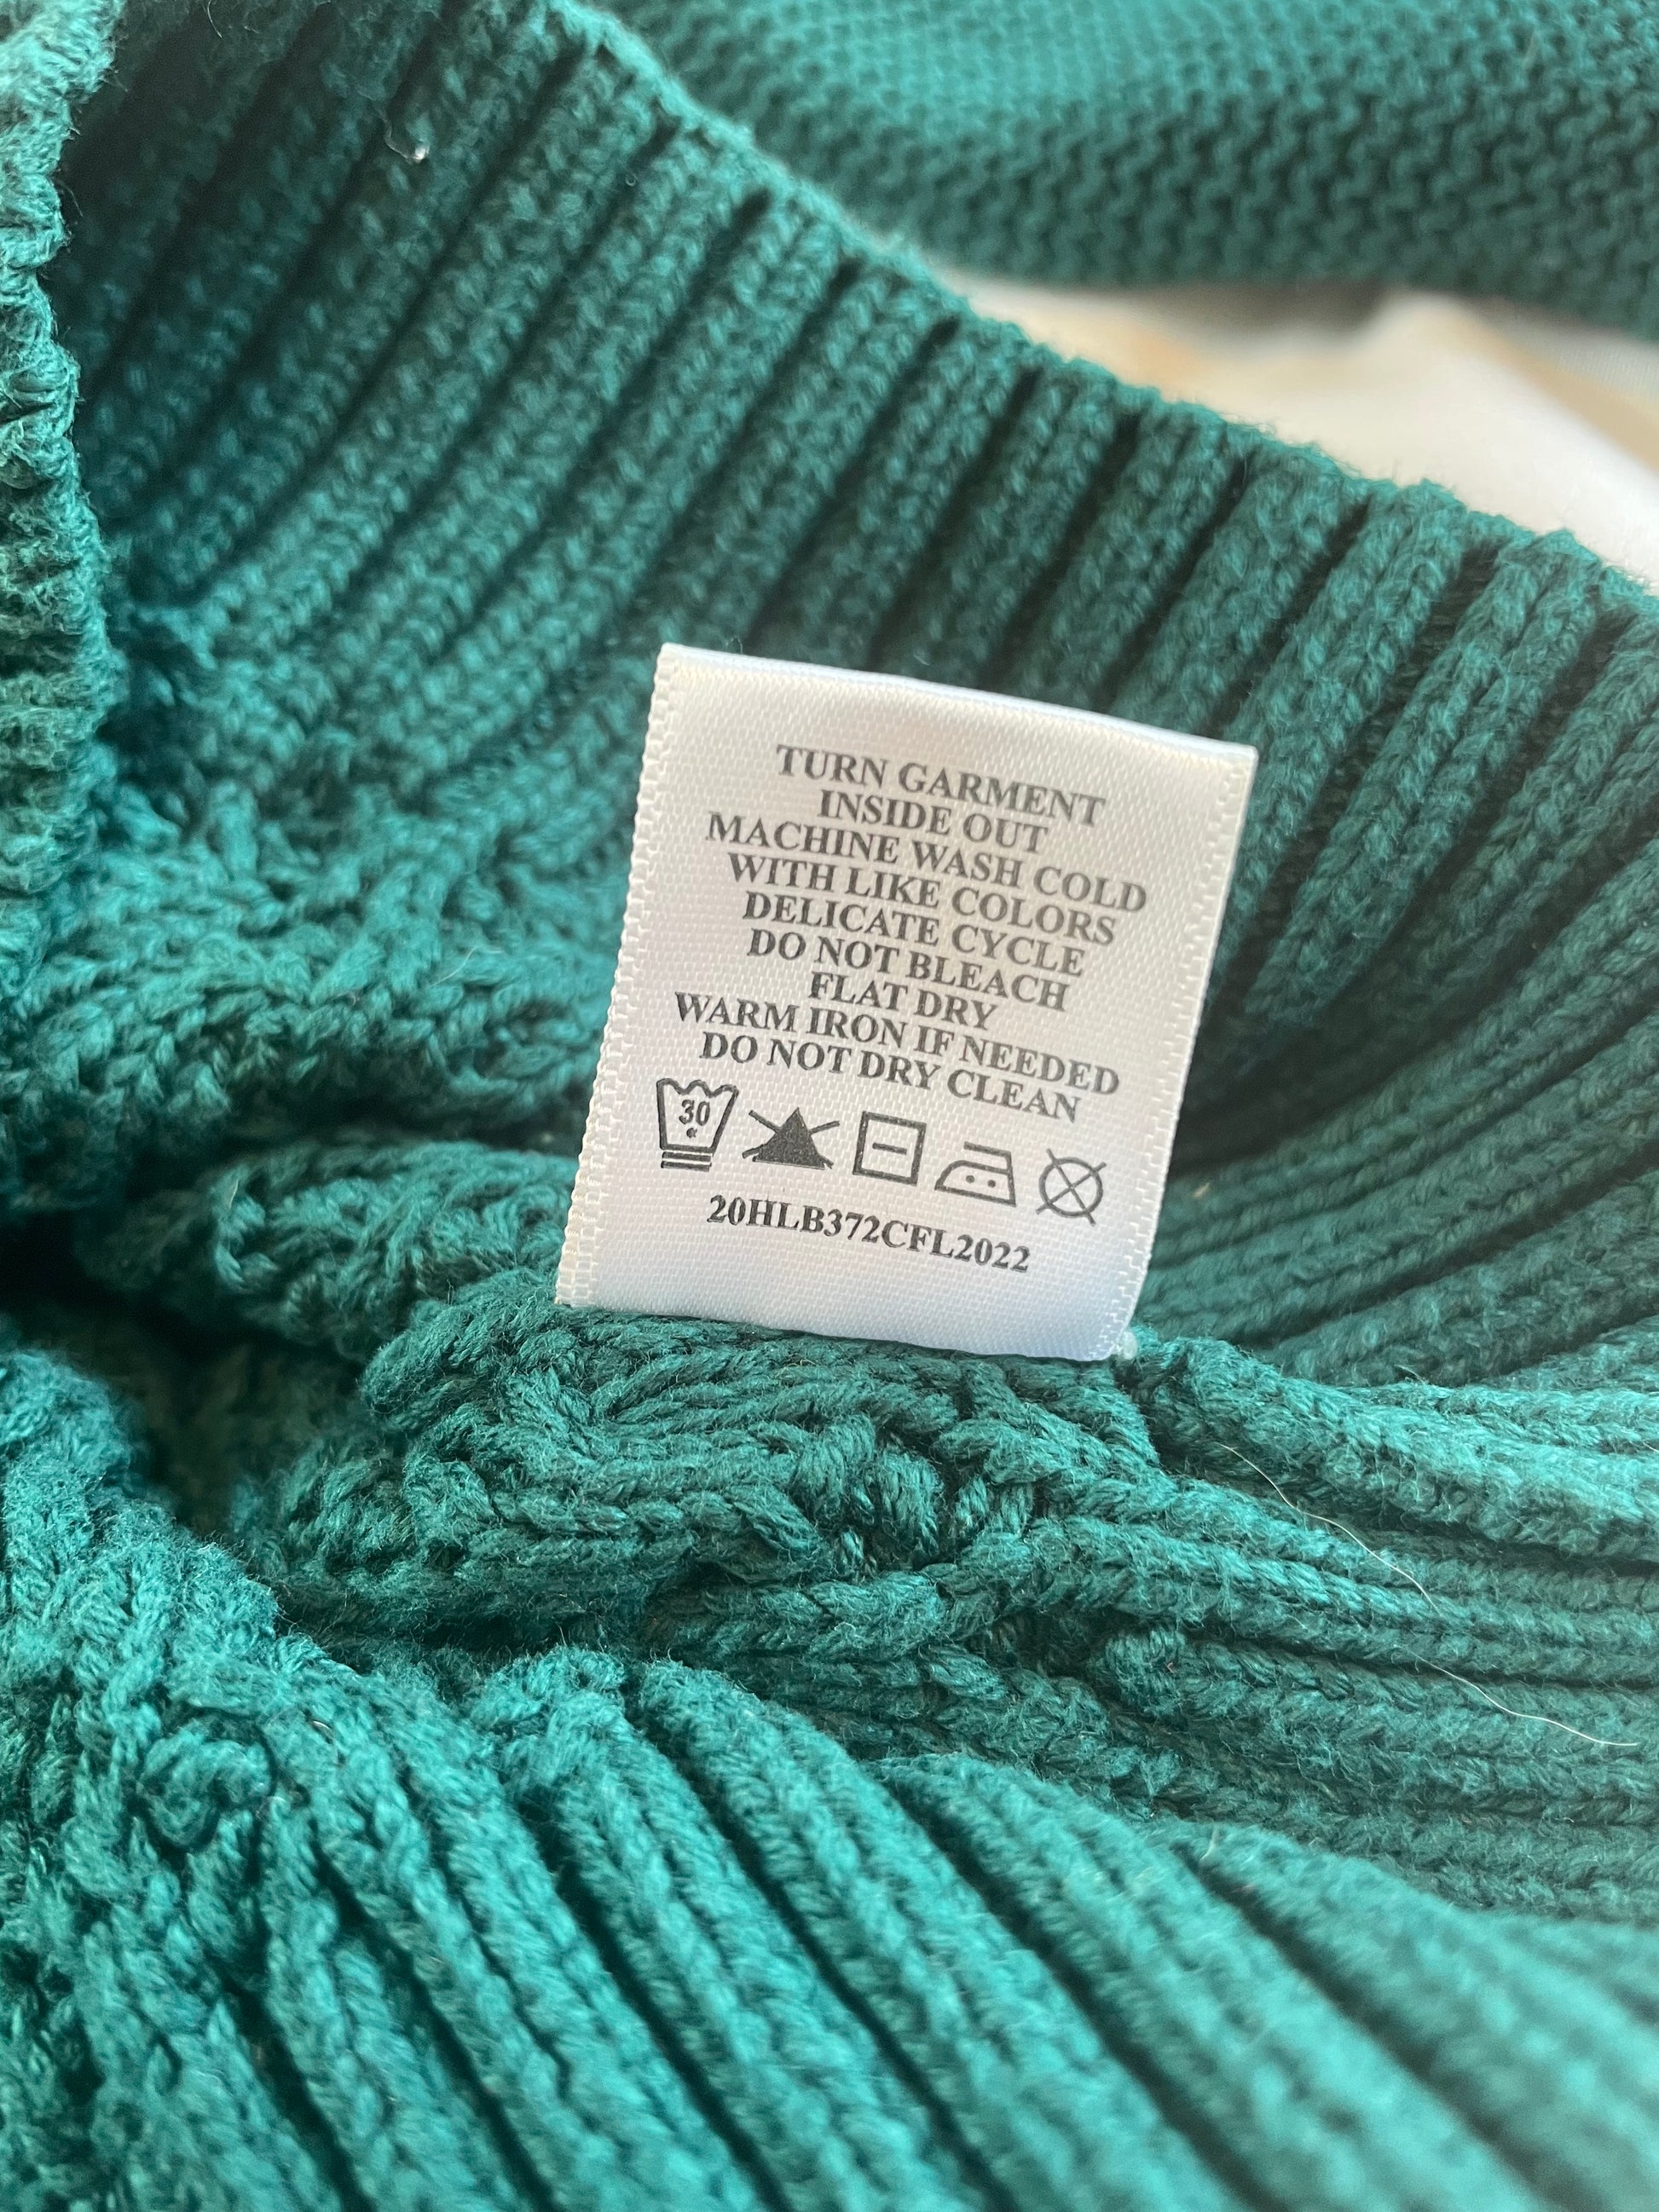 TURN GARMENT
INSIDE OUT
MACHINE WASH COLD
WITH LIKE COLORS
DELICATE CYCLE
DO NOT BLEACH
FLAT DRY
WARM IRON IF NEEDED
DO NOT DRY CLEAN
30
20HLB372CFL2022